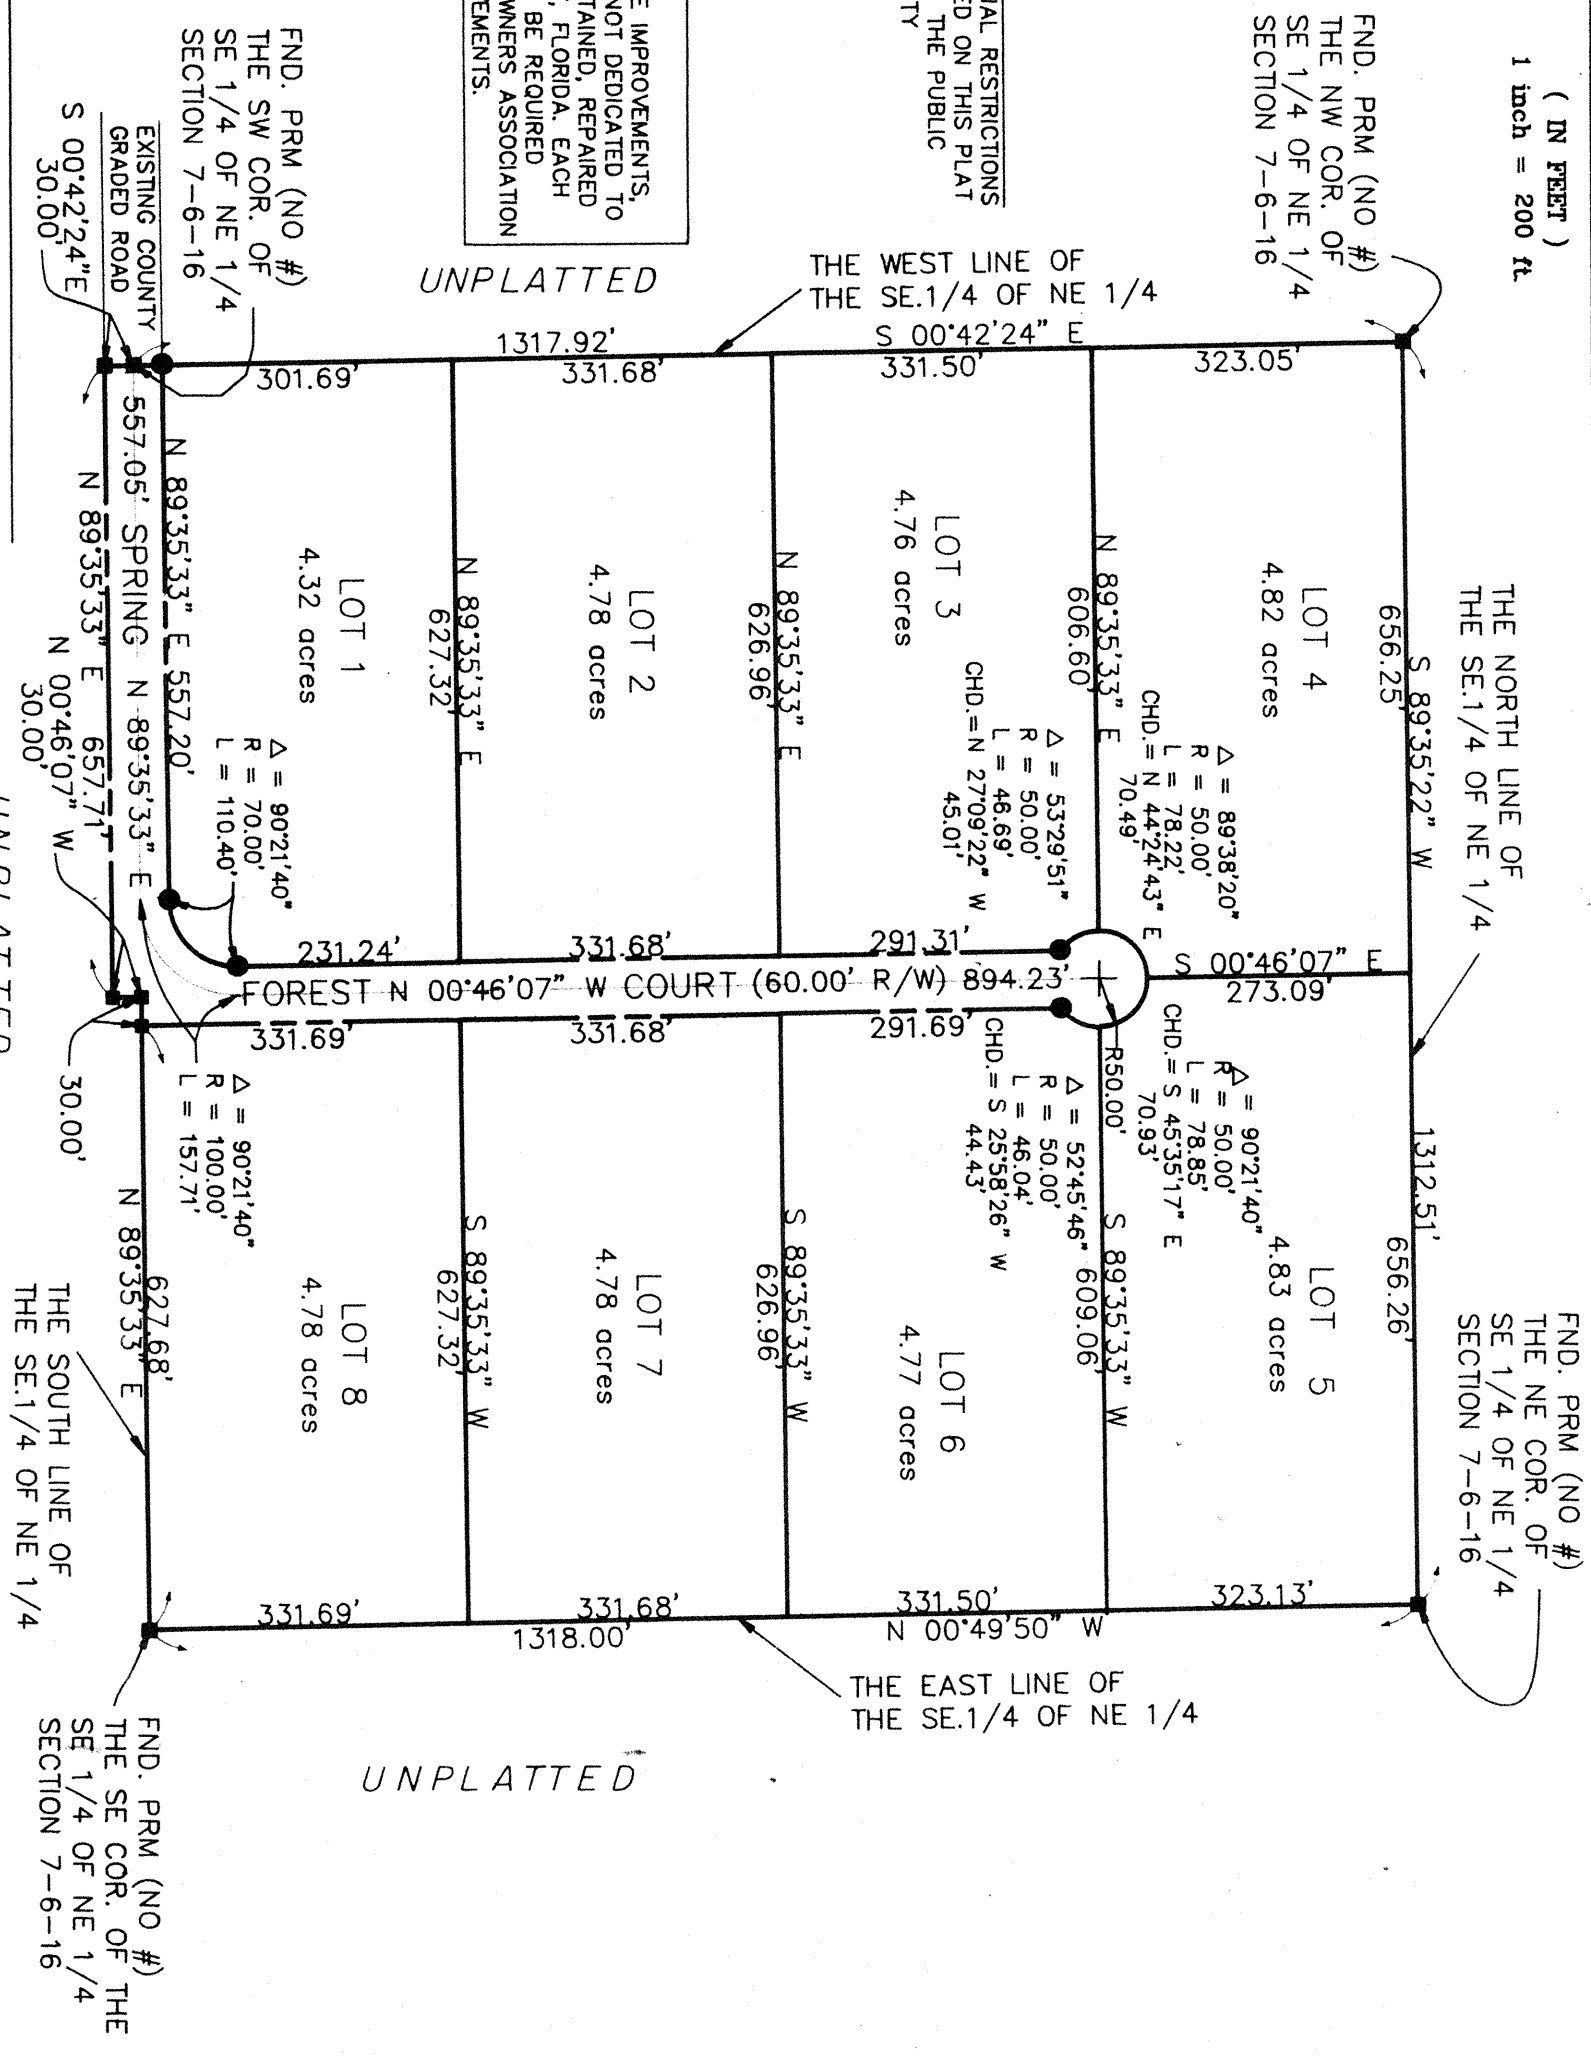 ( IN FEET )
1 inch = 200 ft.
FND. PRM (NO #)
THE NW COR. OF
SE 1/4 OF NE 1/4
SECTION 7-6-16
THE NORTH LINE OF
THE SE.1/4 OF NE 1/4
FND. PRM (NO #)
THE NE COR. OF
SE 1/4 OF NE 1/4
SECTION 7-6-16
S 89°35'22" W
1312.51'
656.25'
656.26'
IAL RESTRICTIONS
ED ON THIS PLAT
THE PUBLIC
TY
THE WEST LINE OF
THE SE.1/4 OF NE 1/4
S 00°42'24" E
1317.92'
323.05'
331.50'
331.68'
301.69'
LOT 4
4.82 acres
Δ = 89°38'20"
R = 50.00'
L = 78.22'
CHD.= N 44°24'43" E
70.49'
S 00°46'07" E
273.09'
LOT 5
4.83 acres
Δ = 90°21'40"
R = 50.00'
L = 78.85'
CHD.= S 45°35'17" E
70.93'
323.13'
N 89°35'33" E
606.60'
R50.00'
S 89°35'33" W
609.06'
LOT 3
4.76 acres
Δ = 53°29'51"
R = 50.00'
L = 46.69'
CHD.= N 27°09'22" W
45.01'
291.31'
Δ = 52°45'46"
R = 50.00'
L = 46.04'
CHD.= S 25°58'26" W
44.43'
291.69'
LOT 6
4.77 acres
331.50'
N 00°49'50" W
1318.00'
THE EAST LINE OF
THE SE.1/4 OF NE 1/4
N 89°35'33" E
626.96'
S 89°35'33" W
626.96'
E IMPROVEMENTS,
NOT DEDICATED TO
TAINED, REPAIRED
, FLORIDA. EACH
BE REQUIRED
WNERS ASSOCIATION
EMENTS.
UNPLATTED
LOT 2
4.78 acres
331.68'
FOREST N 00°46'07" W COURT (60.00' R/W) 894.23'
331.68'
LOT 7
4.78 acres
331.68'
UNPLATTED
N 89°35'33" E
627.32'
S 89°35'33" W
627.32'
LOT 1
4.32 acres
231.24'
Δ = 90°21'40"
R = 70.00'
L = 110.40'
331.69'
LOT 8
4.78 acres
331.69'
Δ = 90°21'40"
R = 100.00'
L = 157.71'
FND. PRM (NO #)
THE SW COR. OF
SE 1/4 OF NE 1/4
SECTION 7-6-16
EXISTING COUNTY
GRADED ROAD
S 00°42'24"E
30.00'
N 89°35'33" E 557.20'
557.05' SPRING N 89°35'33" E
N 89°35'33" E 657.71'
N 00°46'07" W
30.00'
30.00'
627.68'
N 89°35'33" E
THE SOUTH LINE OF
THE SE.1/4 OF NE 1/4
FND. PRM (NO #)
THE SE COR. OF THE
SE 1/4 OF NE 1/4
SECTION 7-6-16